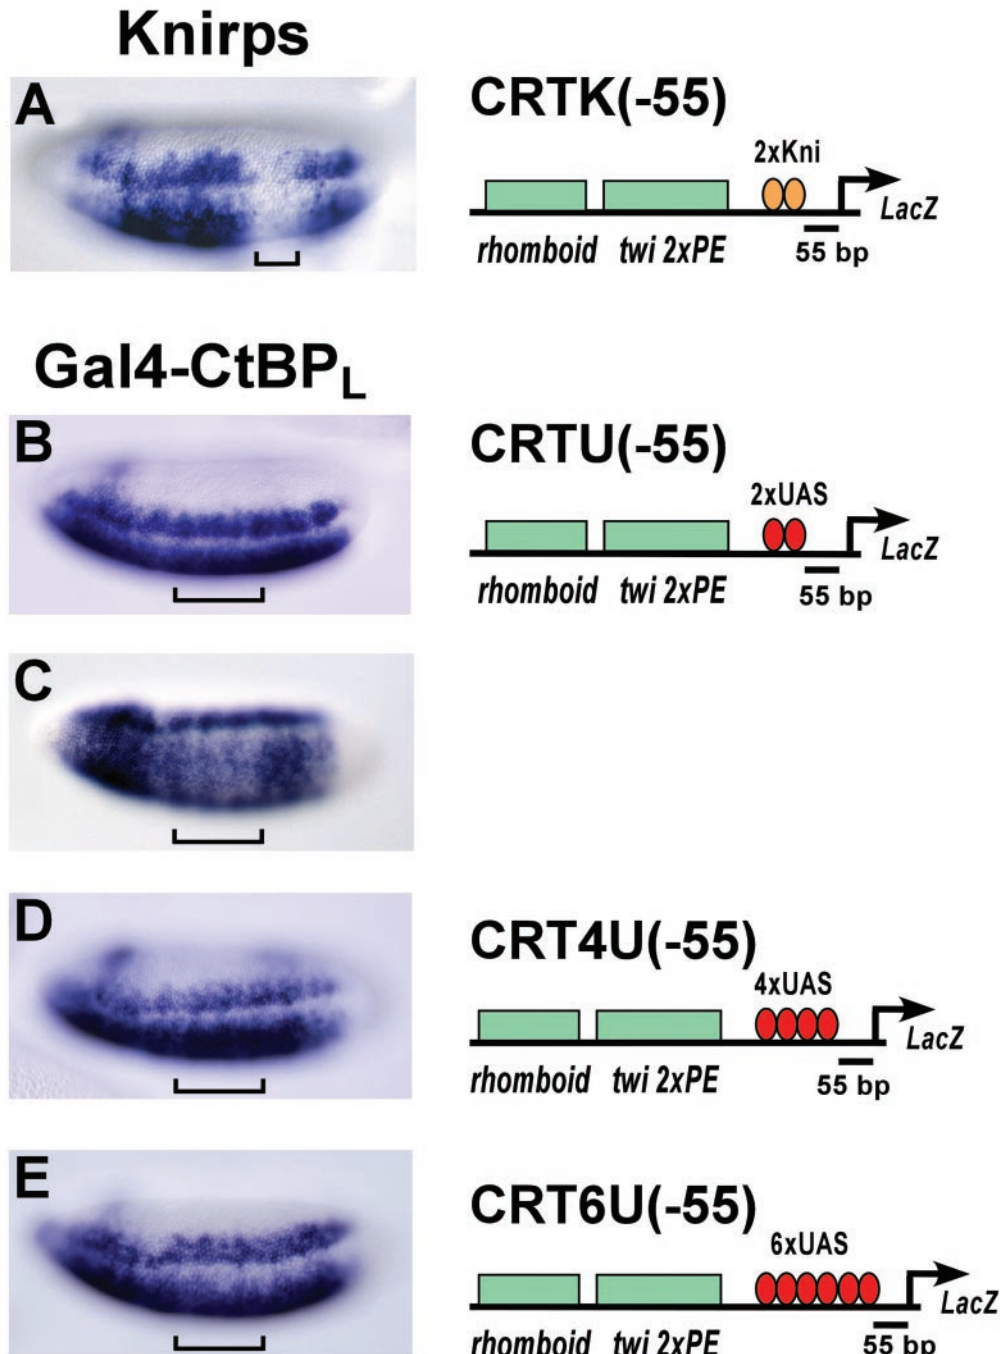 Knirps
A
CRTK(-55)
2xKni
LacZ
rhomboid twi 2xPE
55 bp
Gal4-CtBPL
B
CRTU(-55)
2xUAS
LacZ
rhomboid twi 2xPE
55 bp
C
D
CRT4U(-55)
4xUAS
LacZ
rhomboid twi 2xPE
55 bp
E
CRT6U(-55)
6xUAS
LacZ
rhomboid twi 2xPE
55 bp